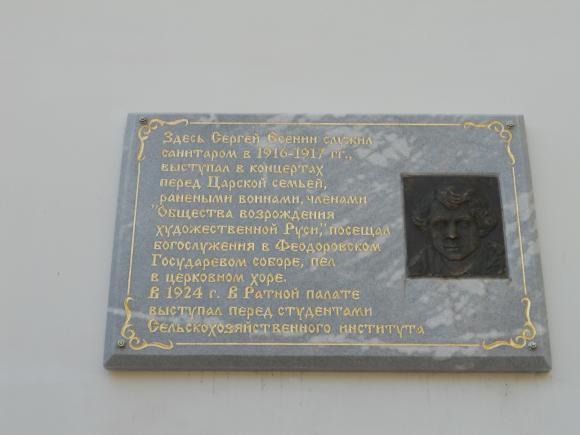 Здесь Сергей Есенин служил
санитаром в 1916-1917 гг.,
выступал в концертах
перед Царской семьей,
ранеными воинами, членами
"Общества возрождения
художественной Руси," посещал
богослужения в Феодоровском
Государевом соборе, пел
в церковном хоре.
В 1924 г. в Ратной палате
выступал перед студентами
Сельскохозяйственного института